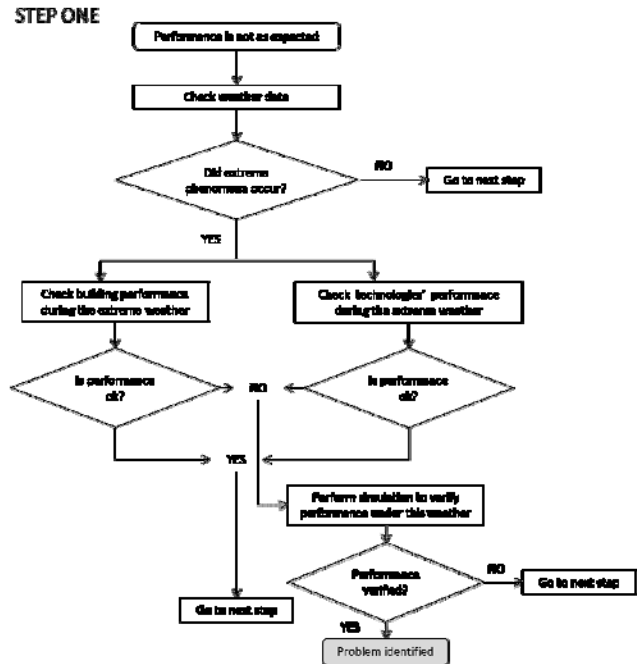 STEP ONE
Performance is not as expected
Check weather data
Did extreme
phenomena occur?
NO
Go to next step
YES
Check building performance
during the extreme weather
Check technologies' performance
during the extreme weather
Is performance
ok?
NO
Is performance
ok?
YES
Perform simulation to verify
performance under this weather
Performance
verified?
NO
Go to next step
Go to next step
YES
Problem identified